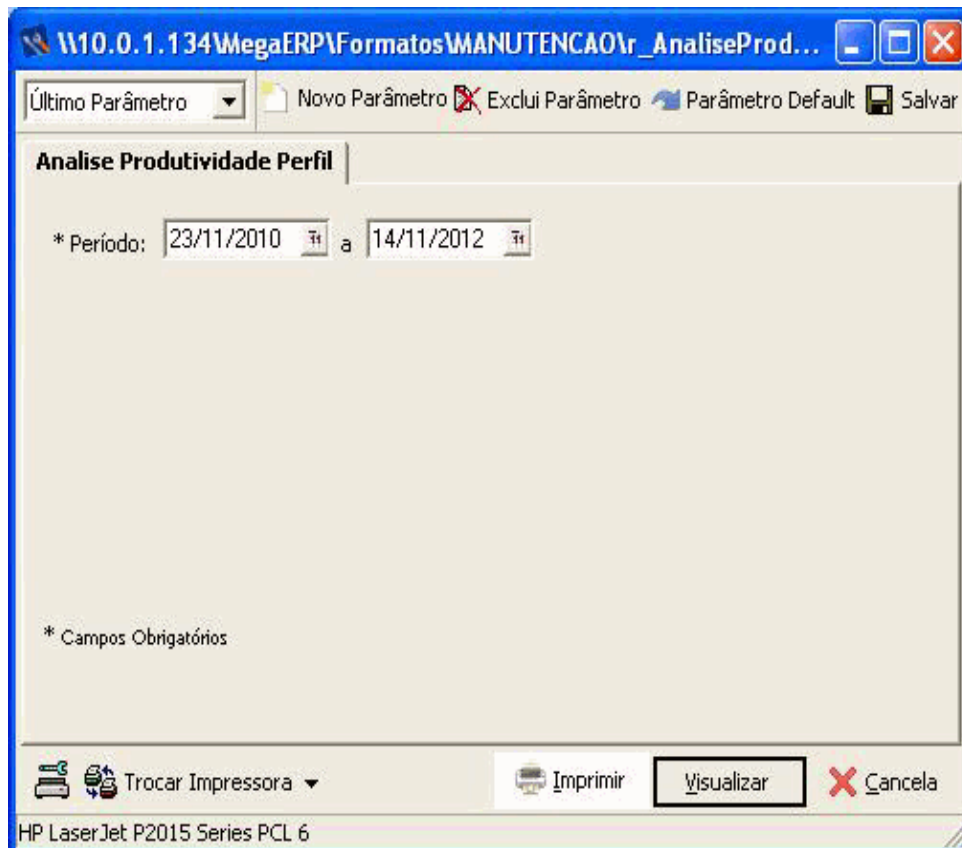 \\10.0.1.134\MegaERP\Formatos\MANUTENCAO\r_AnaliseProd...
Último Parâmetro Novo Parâmetro Exclui Parâmetro Parâmetro Default Salvar
Analise Produtividade Perfil
* Período: 23/11/2010 a 14/11/2012
* Campos Obrigatórios
Trocar Impressora Imprimir Visualizar Cancela
HP LaserJet P2015 Series PCL 6